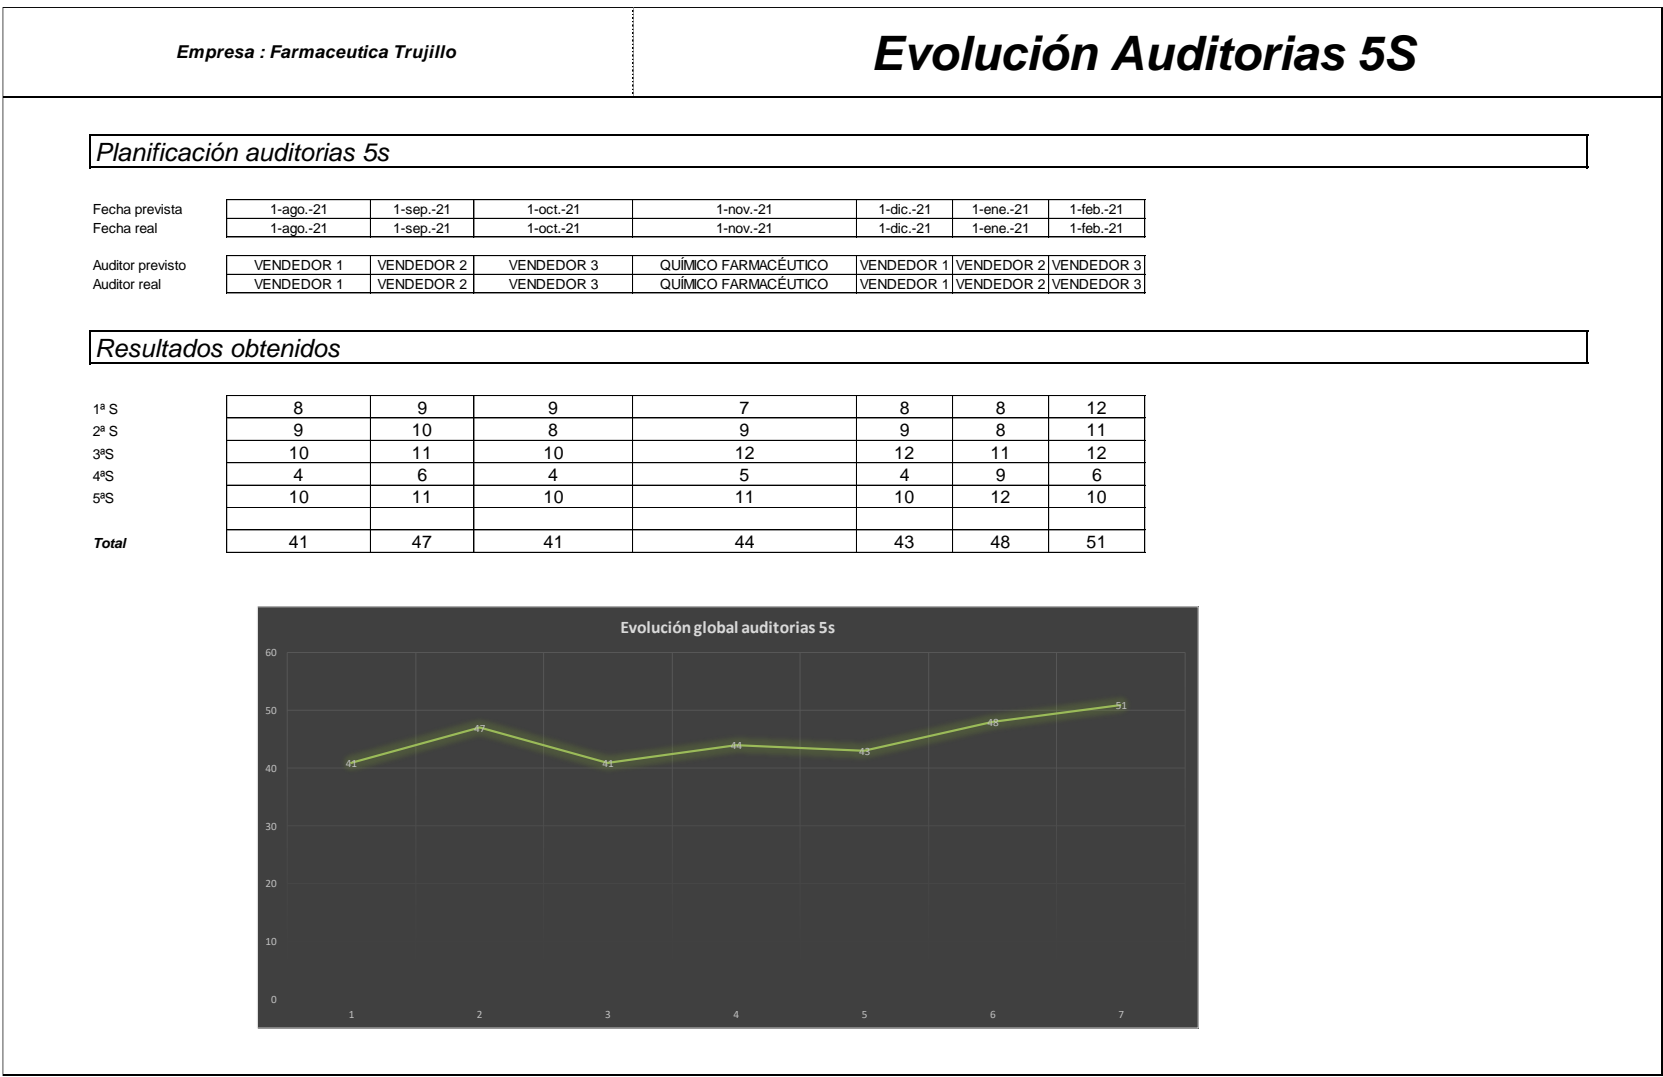 Empresa : Farmaceutica Trujillo
Evolución Auditorias 5S
Planificación auditorias 5s
Fecha prevista 1-ago.-21 1-sep.-21 1-oct.-21 1-nov.-21 1-dic.-21 1-ene.-21 1-feb.-21
Fecha real 1-ago.-21 1-sep.-21 1-oct.-21 1-nov.-21 1-dic.-21 1-ene.-21 1-feb.-21
Auditor previsto VENDEDOR 1 VENDEDOR 2 VENDEDOR 3 QUÍMICO FARMACÉUTICO VENDEDOR 1 VENDEDOR 2 VENDEDOR 3
Auditor real VENDEDOR 1 VENDEDOR 2 VENDEDOR 3 QUÍMICO FARMACÉUTICO VENDEDOR 1 VENDEDOR 2 VENDEDOR 3
Resultados obtenidos
1ª S 8 9 9 7 8 8 12
2ª S 9 10 8 9 9 8 11
3ªS 10 11 10 12 12 11 12
4ªS 4 6 4 5 4 9 6
5ªS 10 11 10 11 10 12 10
Total 41 47 41 44 43 48 51
Evolución global auditorias 5s
60
50
40
30
20
10
0
41 47 41 44 43 48 51
1 2 3 4 5 6 7